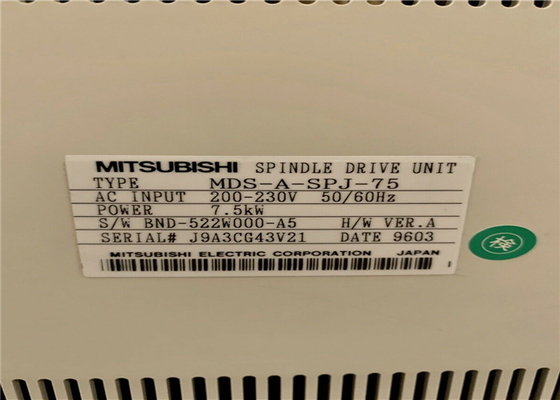 MITSUBISHI SPINDLE DRIVE UNIT
TYPE MDS-A-SPJ-75
AC INPUT 200-230V 50/60Hz
POWER 7.5kW
S/W BND-522W000-A5 H/W VER.A
SERIAL# J9A3CG43V21 DATE 9603
MITSUBISHI ELECTRIC CORPORATION JAPAN